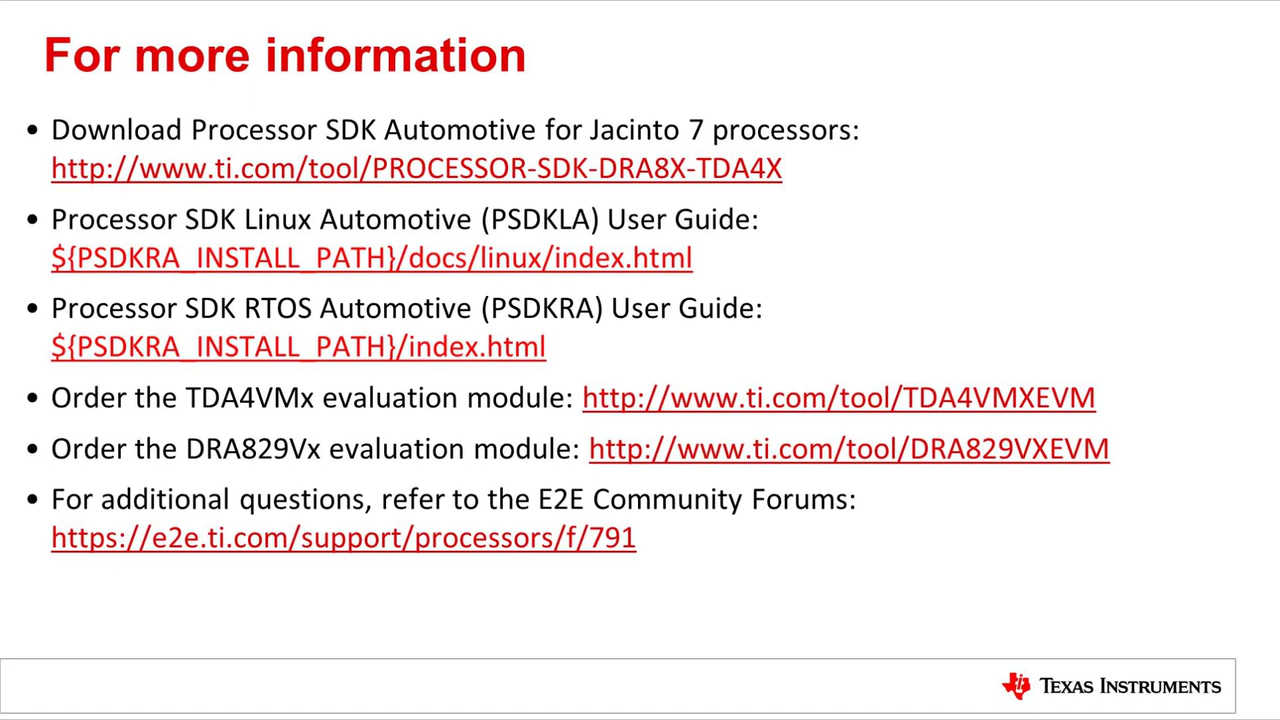 For more information
• Download Processor SDK Automotive for Jacinto 7 processors:
http://www.ti.com/tool/PROCESSOR-SDK-DRA8X-TDA4X
• Processor SDK Linux Automotive (PSDKLA) User Guide:
${PSDKRA_INSTALL_PATH}/docs/linux/index.html
• Processor SDK RTOS Automotive (PSDKRA) User Guide:
${PSDKRA_INSTALL_PATH}/index.html
• Order the TDA4VMx evaluation module: http://www.ti.com/tool/TDA4VMXEVM
• Order the DRA829Vx evaluation module: http://www.ti.com/tool/DRA829VXEVM
• For additional questions, refer to the E2E Community Forums:
https://e2e.ti.com/support/processors/f/791
TEXAS INSTRUMENTS